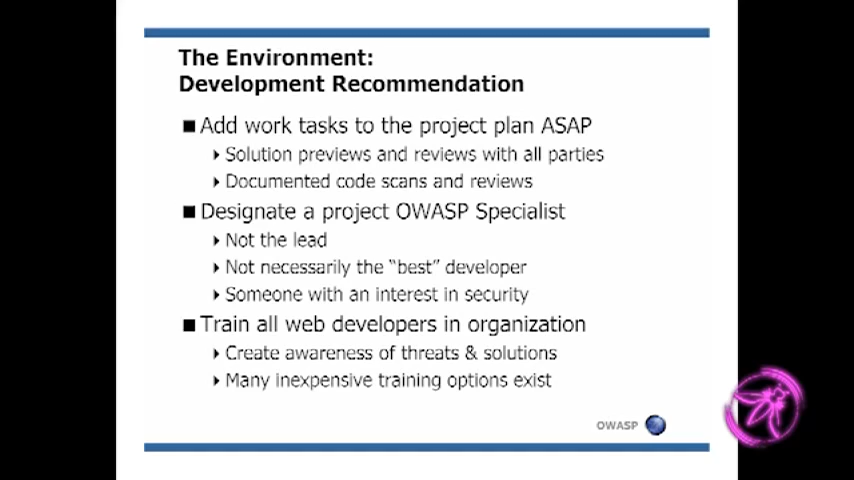 The Environment:
Development Recommendation
Add work tasks to the project plan ASAP
Solution previews and reviews with all parties
Documented code scans and reviews
Designate a project OWASP Specialist
Not the lead
Not necessarily the “best” developer
Someone with an interest in security
Train all web developers in organization
Create awareness of threats & solutions
Many inexpensive training options exist
OWASP